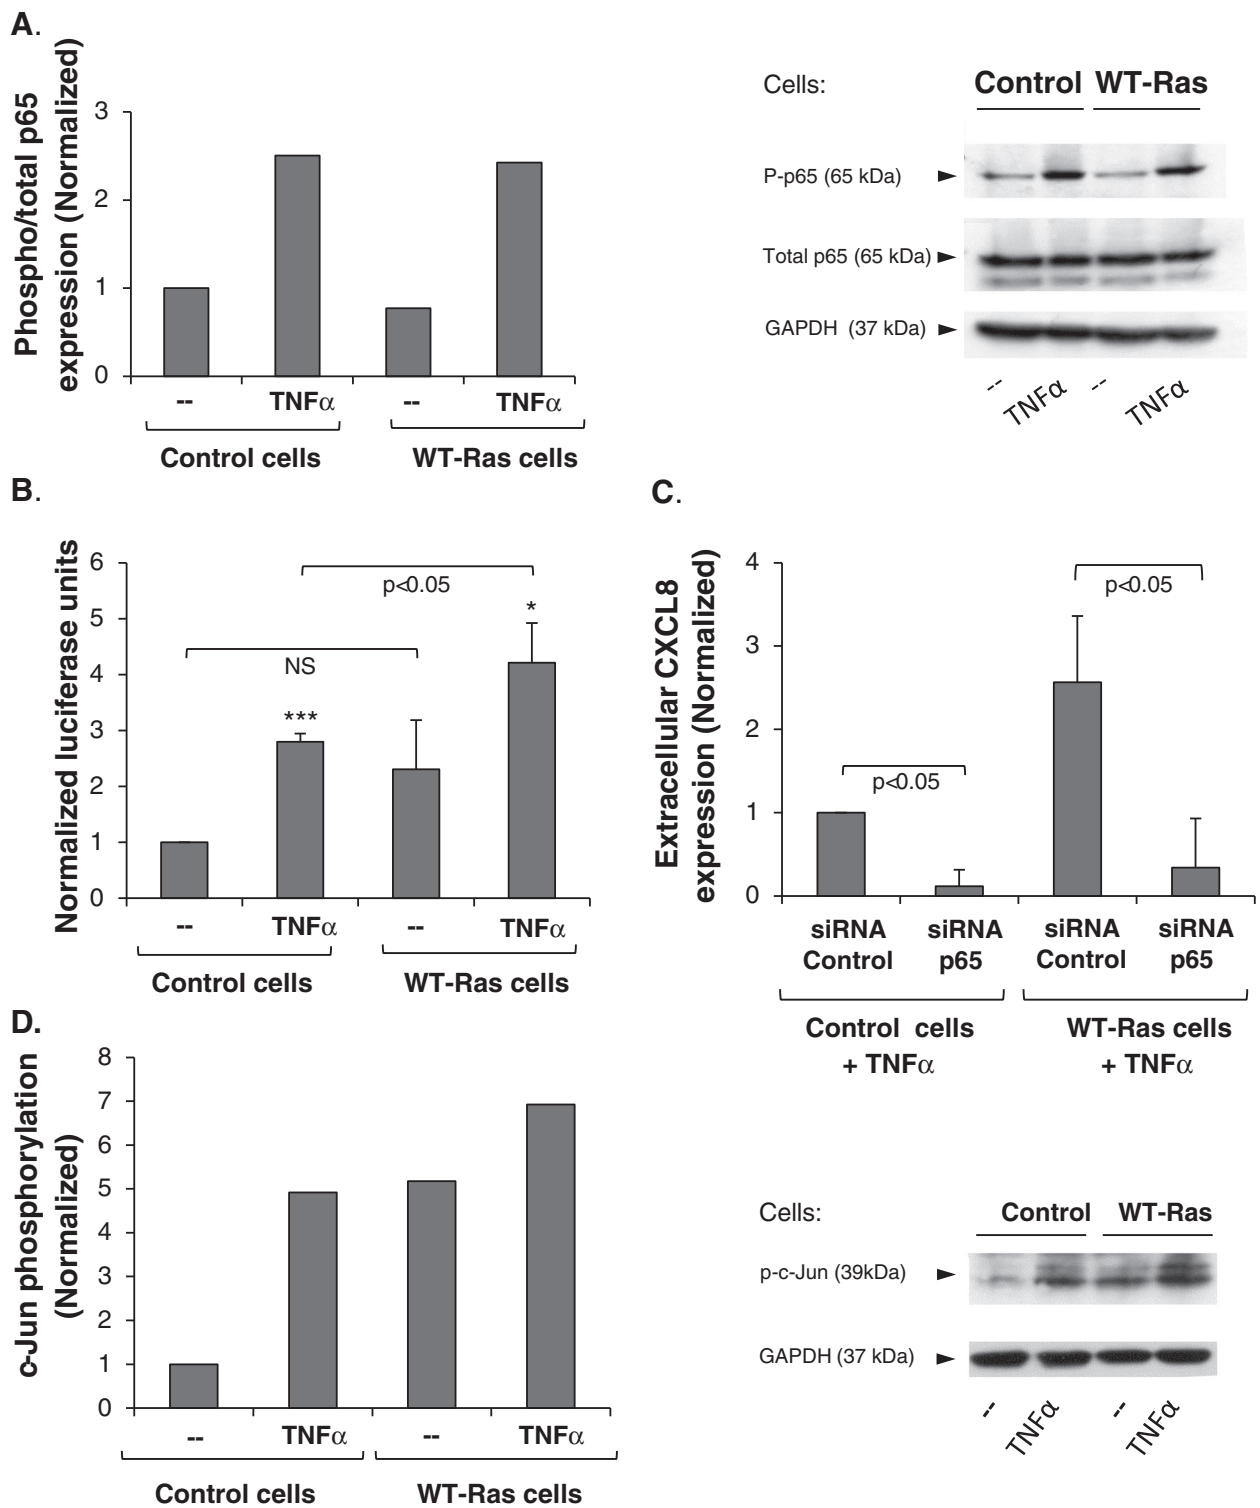 A.
Phospho/total p65
expression (Normalized)
3
2
1
0
--
TNFα
--
TNFα
Control cells
WT-Ras cells
Cells:
Control
WT-Ras
P-p65 (65 kDa)
Total p65 (65 kDa)
GAPDH (37 kDa)
--
TNFα
--
TNFα
B.
Normalized luciferase units
6
5
4
3
2
1
0
p<0.05
*
NS
***
--
TNFα
--
TNFα
Control cells
WT-Ras cells
C.
Extracellular CXCL8
expression (Normalized)
4
3
2
1
0
p<0.05
p<0.05
siRNA
Control
siRNA
p65
siRNA
Control
siRNA
p65
Control cells
+ TNFα
WT-Ras cells
+ TNFα
D.
c-Jun phosphorylation
(Normalized)
8
7
6
5
4
3
2
1
0
--
TNFα
--
TNFα
Control cells
WT-Ras cells
Cells:
Control
WT-Ras
p-c-Jun (39kDa)
GAPDH (37 kDa)
--
TNFα
--
TNFα